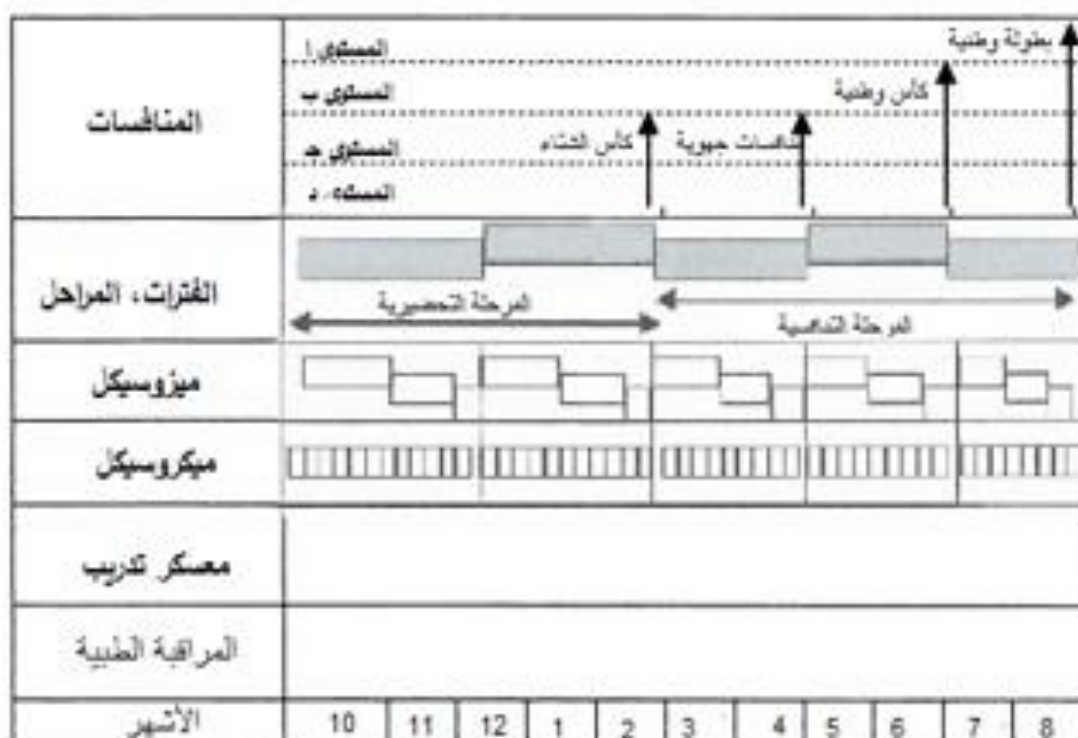 المنافسات
المستوى ا
المستوى ب
المستوى ج
بطولة وطنية
كأس وطنية
منافسات جهوية
كأس الشتاء
الفترات، المراحل
المرحلة التحضيرية
المرحلة التنافسية
ميزوسيكل
ميكروسيكل
معسكر تدريب
المراقبة الطبية
الأشهر
10 11 12 1 2 3 4 5 6 7 8